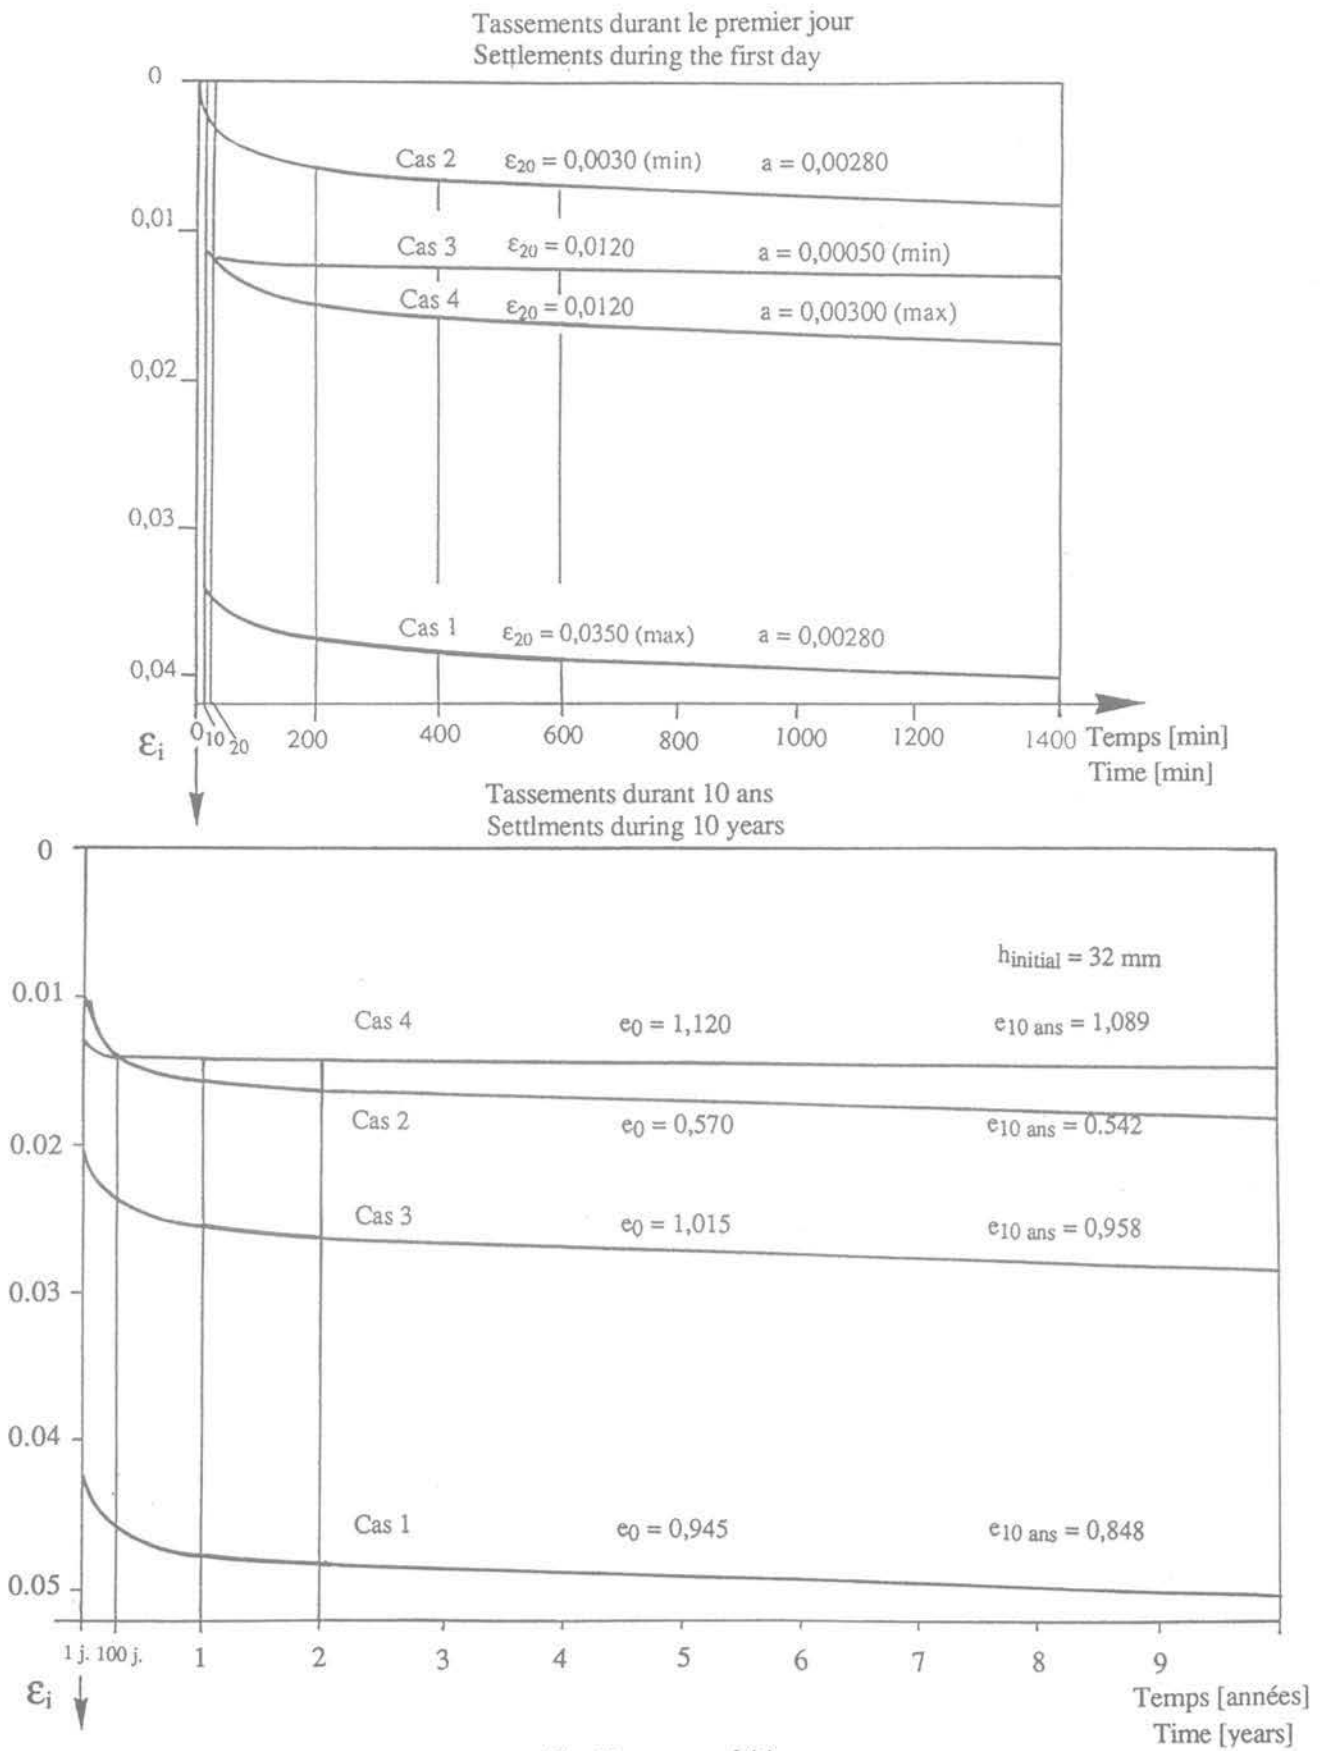 Tassements durant le premier jour
Settlements during the first day
0
Cas 2 ε20 = 0,0030 (min) a = 0,00280
0,01
Cas 3 ε20 = 0,0120 a = 0,00050 (min)
Cas 4 ε20 = 0,0120 a = 0,00300 (max)
0,02
0,03
Cas 1 ε20 = 0,0350 (max) a = 0,00280
0,04
εi 0 10 20 200 400 600 800 1000 1200 1400 Temps [min]
Time [min]
Tassements durant 10 ans
Settlments during 10 years
0
hinitial = 32 mm
0.01
Cas 4 e0 = 1,120 e10 ans = 1,089
Cas 2 e0 = 0,570 e10 ans = 0.542
0.02
Cas 3 e0 = 1,015 e10 ans = 0,958
0.03
0.04
Cas 1 e0 = 0,945 e10 ans = 0,848
0.05
1 j. 100 j. 1 2 3 4 5 6 7 8 9
εi Temps [années]
Time [years]